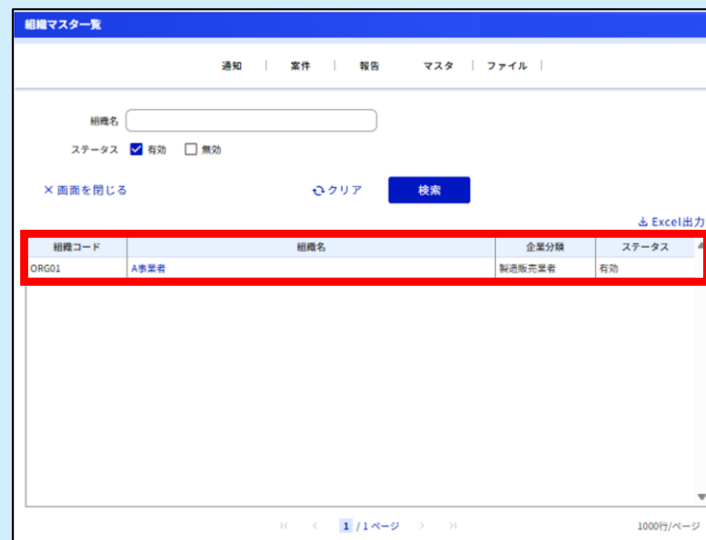 組織マスター覧
通知 | 案件 | 報告 マスタ | ファイル |
組織名
ステータス 有効 無効
× 画面を閉じる クリア 検索
Excel出力
組織コード 組織名 企業分類 ステータス
ORG01 A事業者 製造販売業者 有効
1 / 1 ページ 1000行/ページ